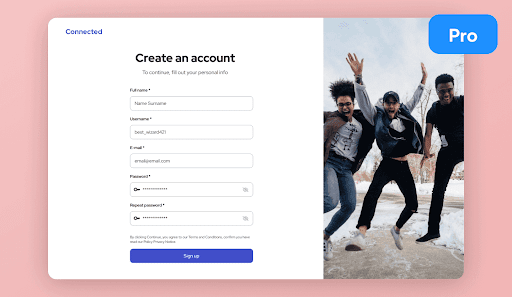 Connected
Pro
Create an account
To continue, fill out your personal info
Full name *
Name Surname
Username *
best_wizard421
E-mail *
email@email.com
Password *
************
Repeat password *
************
By clicking Continue, you agree to our Terms and Conditions, confirm you have
read our Policy Privacy Notice.
Sign up